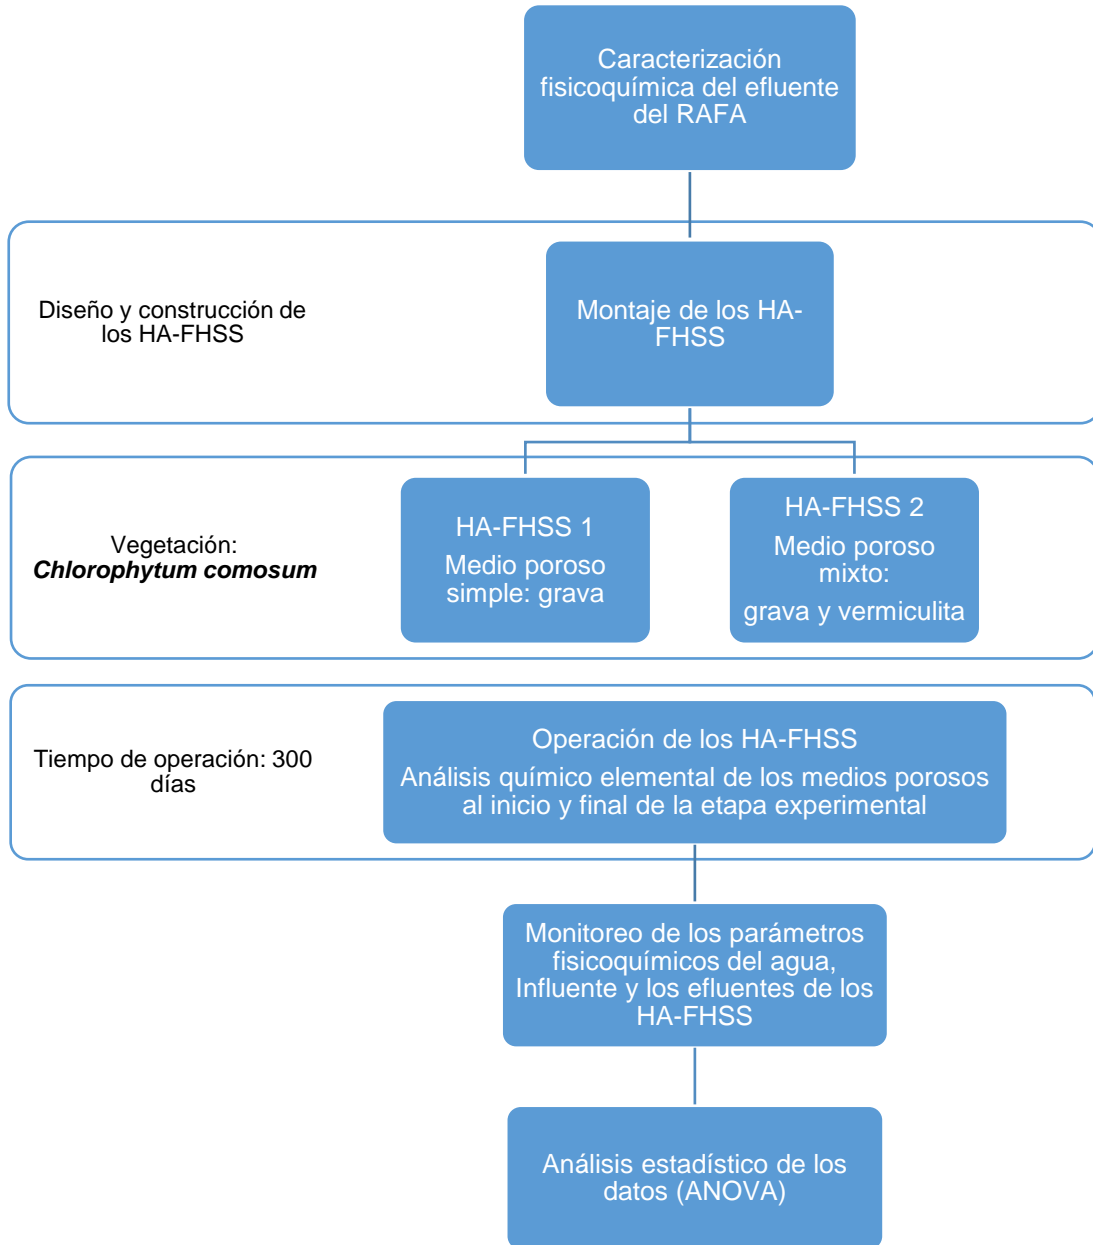 Caracterización
fisicoquímica del efluente
del RAFA
Diseño y construcción de
los HA-FHSS
Montaje de los HA-
FHSS
Vegetación:
Chlorophytum comosum
HA-FHSS 1
Medio poroso
simple: grava
HA-FHSS 2
Medio poroso
mixto:
grava y vermiculita
Tiempo de operación: 300
días
Operación de los HA-FHSS
Análisis químico elemental de los medios porosos
al inicio y final de la etapa experimental
Monitoreo de los parámetros
fisicoquímicos del agua,
Influente y los efluentes de los
HA-FHSS
Análisis estadístico de los
datos (ANOVA)